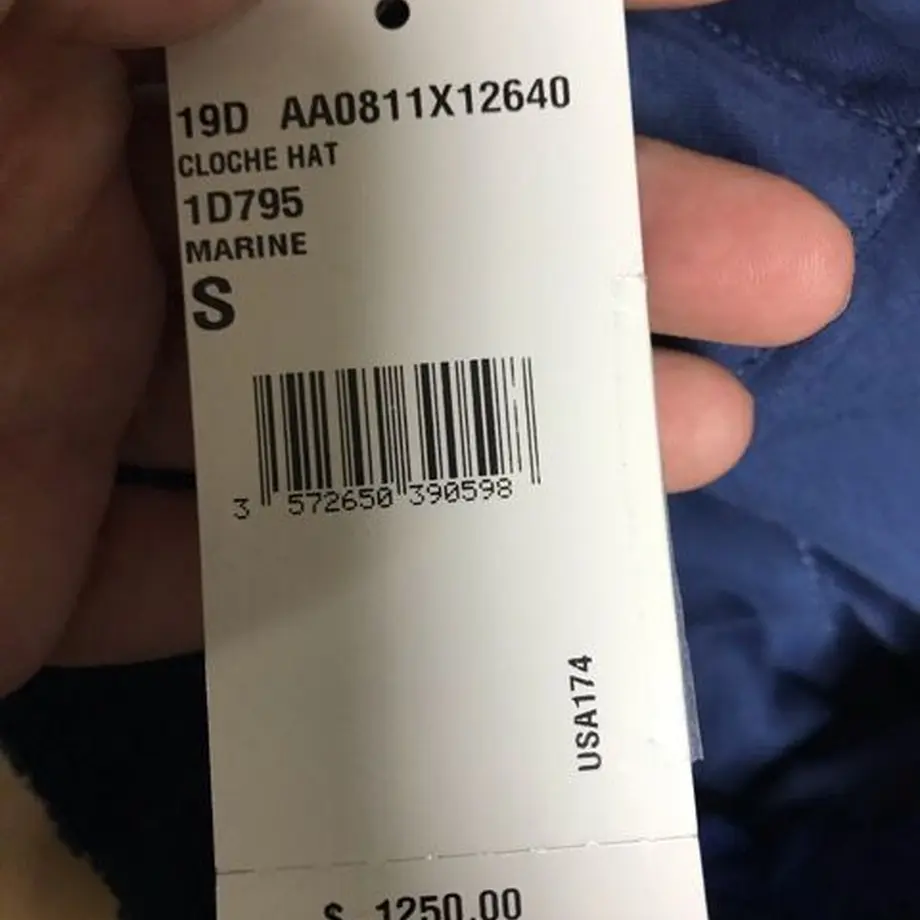 19D AA0811X12640
CLOCHE HAT
1D795
MARINE
S
3 572650 390598
USA174
$ 1250.00